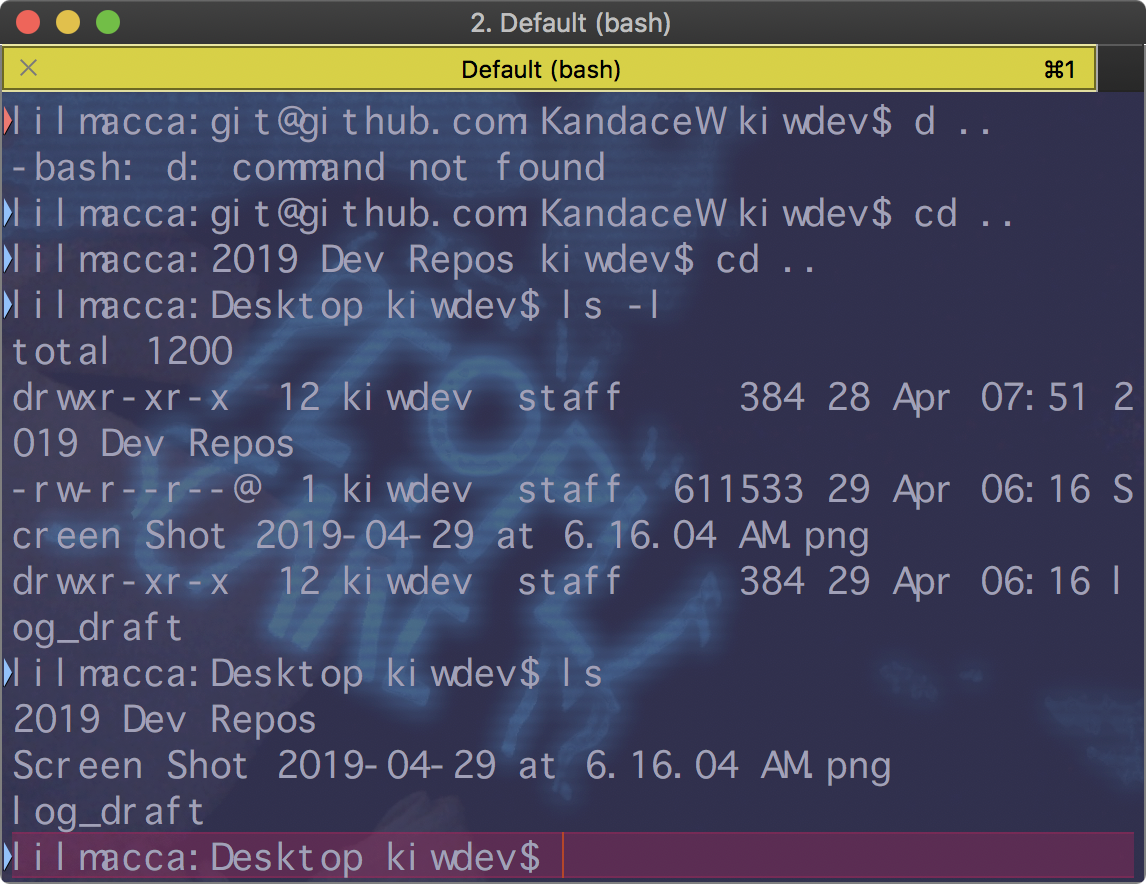 2. Default (bash)
× Default (bash) ⌘1
lilmacca:git@github.com:KandaceW kiwdev$ d ..
-bash: d: command not found
lilmacca:git@github.com:KandaceW kiwdev$ cd ..
lilmacca:2019 Dev Repos kiwdev$ cd ..
lilmacca:Desktop kiwdev$ ls -l
total 1200
drwxr-xr-x  12 kiwdev  staff     384 28 Apr 07:51 2
019 Dev Repos
-rw-r--r--@  1 kiwdev  staff  611533 29 Apr 06:16 S
creen Shot 2019-04-29 at 6.16.04 AM.png
drwxr-xr-x  12 kiwdev  staff     384 29 Apr 06:16 l
og_draft
lilmacca:Desktop kiwdev$ ls
2019 Dev Repos
Screen Shot 2019-04-29 at 6.16.04 AM.png
log_draft
lilmacca:Desktop kiwdev$